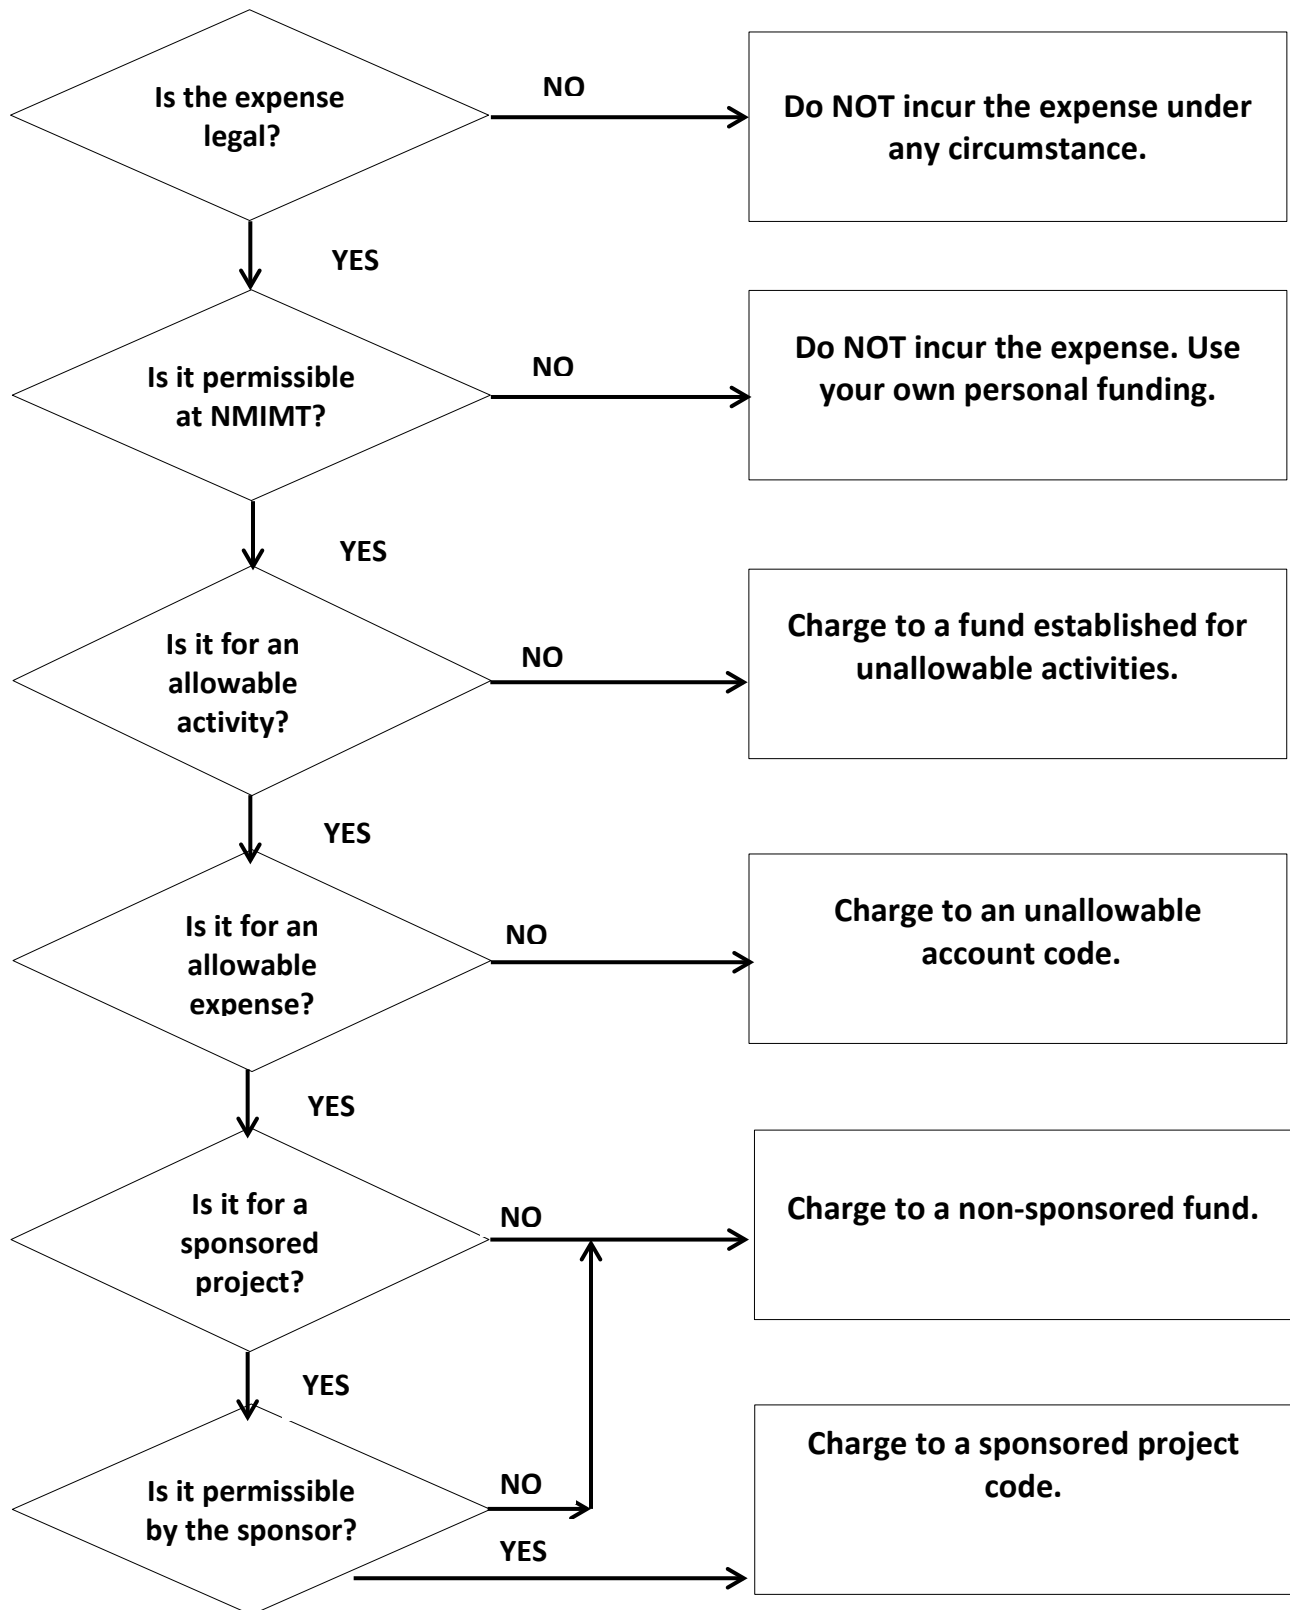 Is the expense
legal?
NO
Do NOT incur the expense under
any circumstance.
YES
Is it permissible
at NMIMT?
NO
Do NOT incur the expense. Use
your own personal funding.
YES
Is it for an
allowable
activity?
NO
Charge to a fund established for
unallowable activities.
YES
Is it for an
allowable
expense?
NO
Charge to an unallowable
account code.
YES
Is it for a
sponsored
project?
NO
Charge to a non-sponsored fund.
YES
Is it permissible
by the sponsor?
NO
YES
Charge to a sponsored project
code.